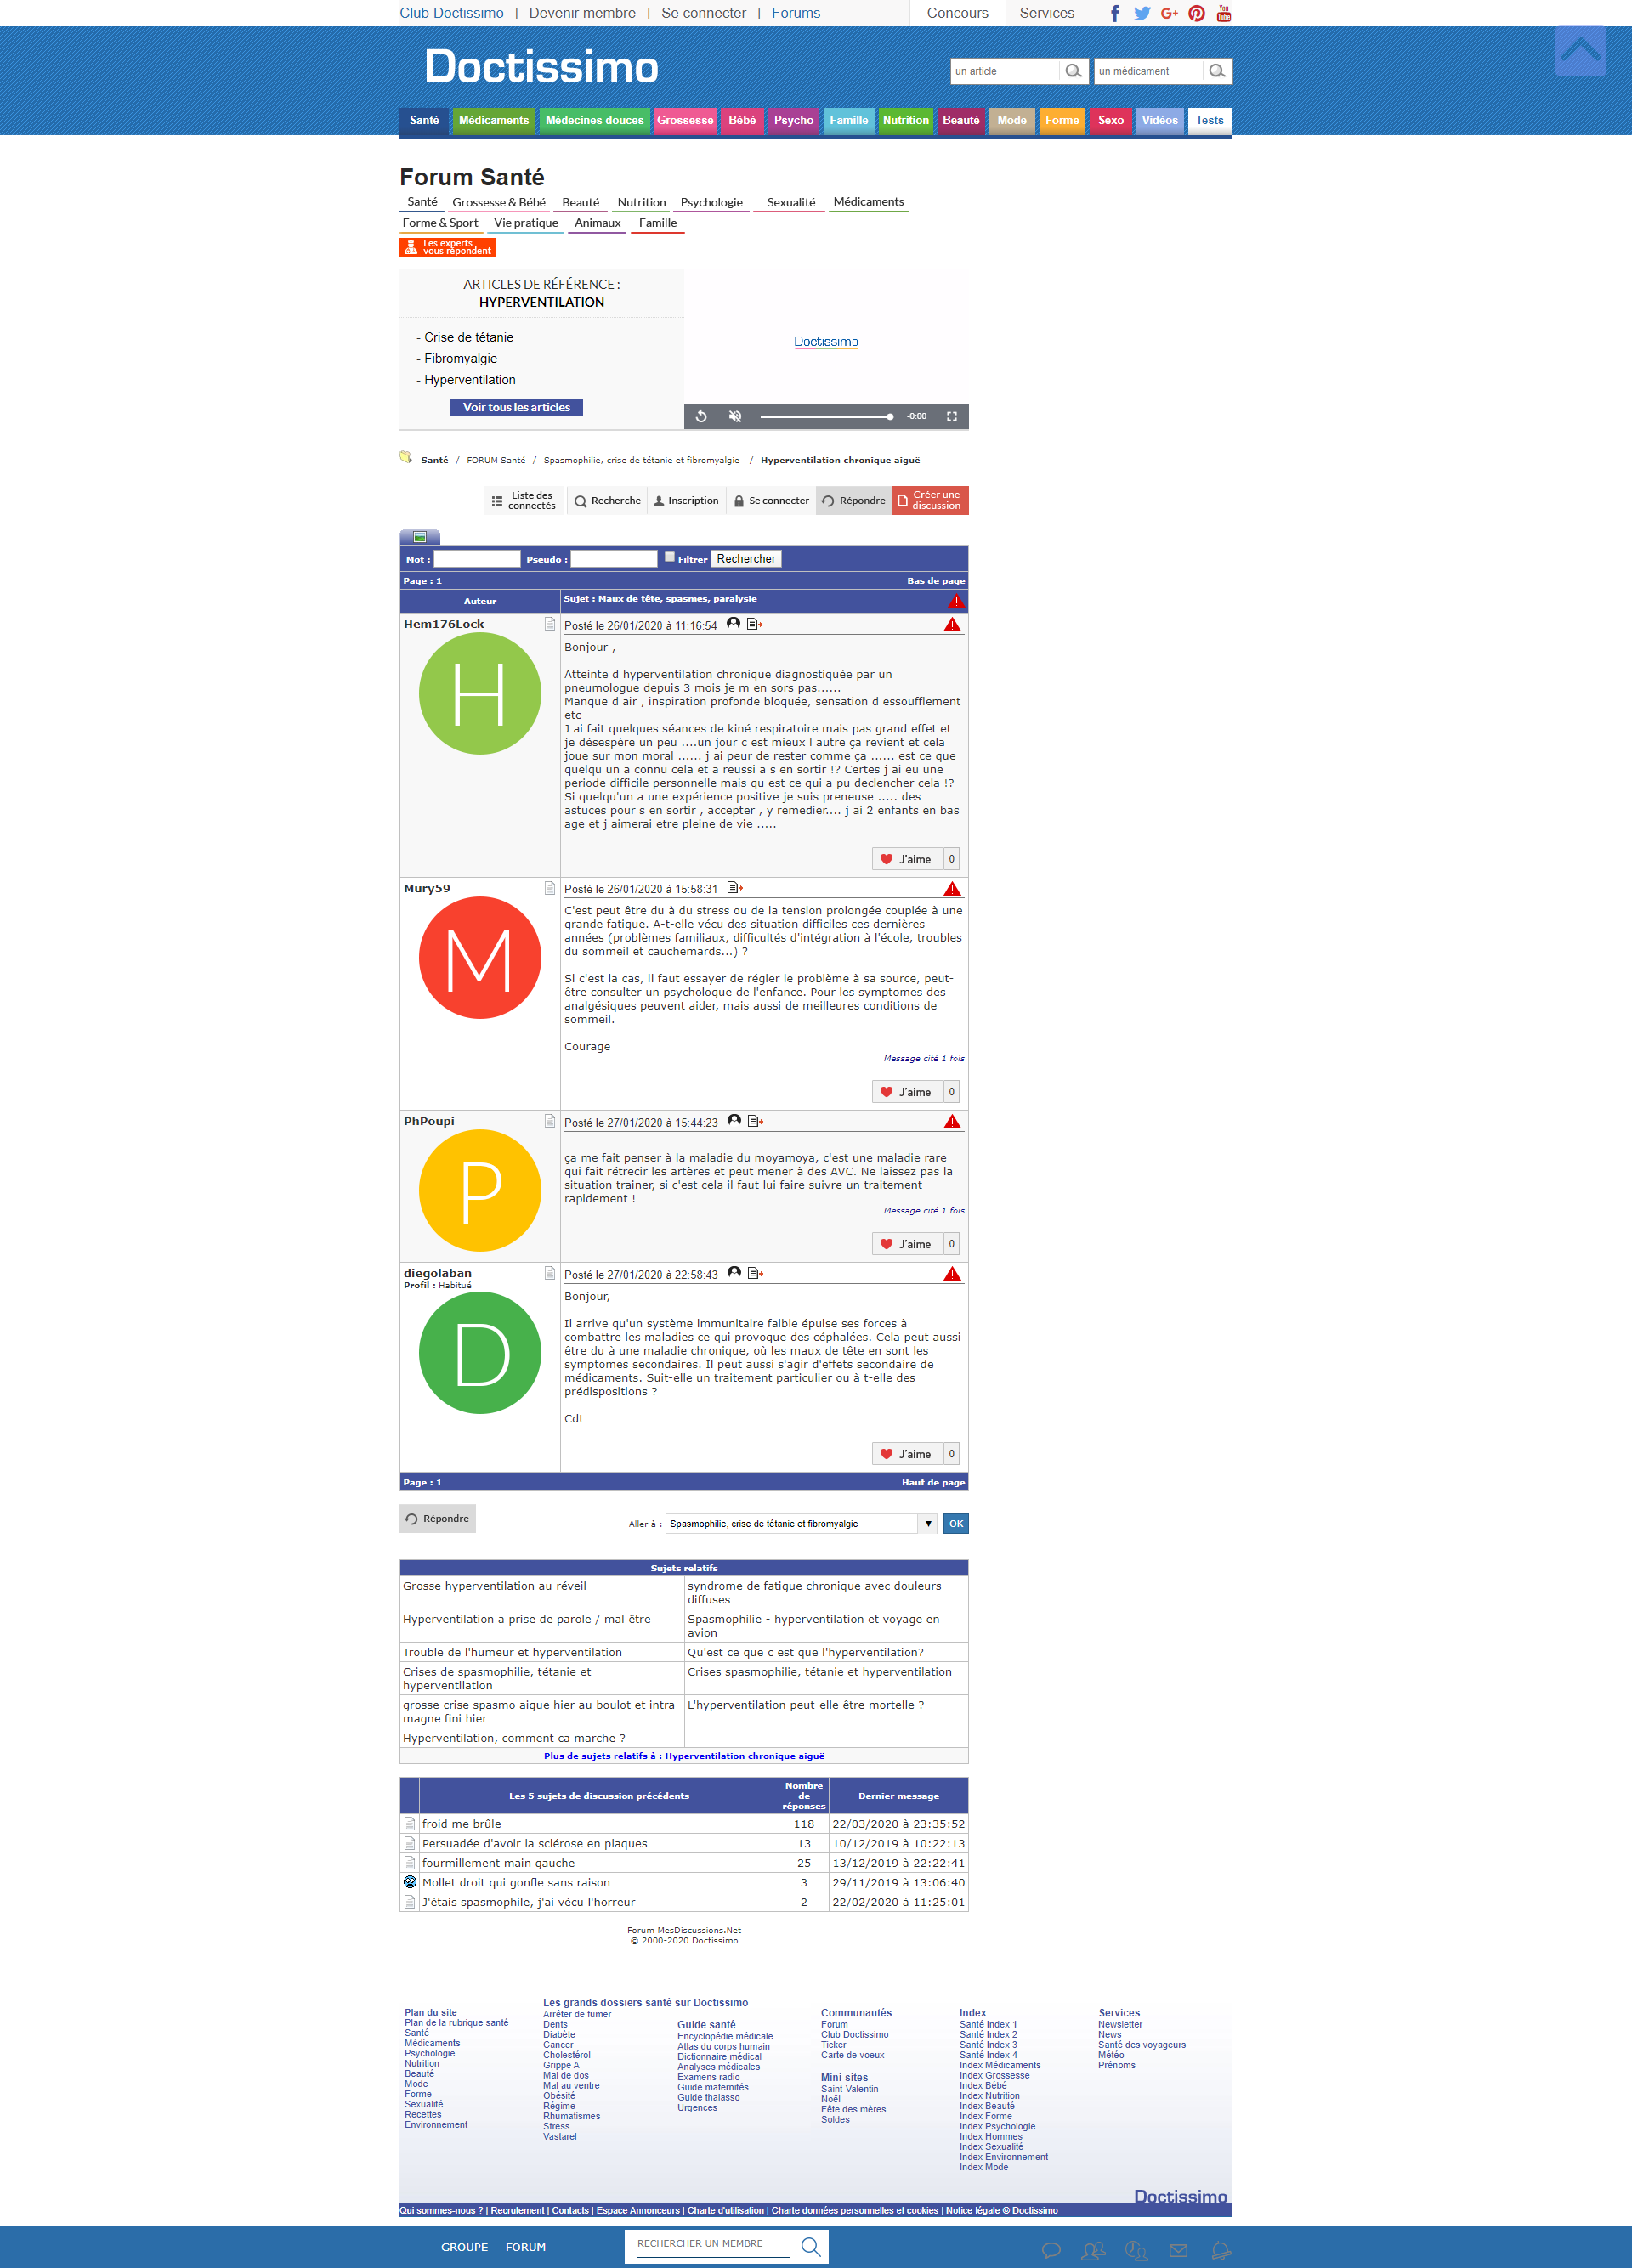 Club Doctissimo | Devenir membre | Se connecter | Forums
Concours
Services
You Tube
Doctissimo
un article
un médicament
Santé
Médicaments
Médecines douces
Grossesse
Bébé
Psycho
Famille
Nutrition
Beauté
Mode
Forme
Sexo
Vidéos
Tests
Forum Santé
Santé
Grossesse & Bébé
Beauté
Nutrition
Psychologie
Sexualité
Médicaments
Forme & Sport
Vie pratique
Animaux
Famille
Les experts
vous répondent
ARTICLES DE RÉFÉRENCE :
HYPERVENTILATION
- Crise de tétanie
- Fibromyalgie
- Hyperventilation
Voir tous les articles
Doctissimo
-0:00
Santé / FORUM Santé / Spasmophilie, crise de tétanie et fibromyalgie / Hyperventilation chronique aiguë
Liste des
connectés
Recherche
Inscription
Se connecter
Répondre
Créer une
discussion
Mot :
Pseudo :
Filtrer
Rechercher
Page : 1
Bas de page
Auteur
Sujet : Maux de tête, spasmes, paralysie
Hem176Lock
H
Posté le 26/01/2020 à 11:16:54
Bonjour ,
Atteinte d hyperventilation chronique diagnostiquée par un
pneumologue depuis 3 mois je m en sors pas......
Manque d air , inspiration profonde bloquée, sensation d essoufflement
etc
J ai fait quelques séances de kiné respiratoire mais pas grand effet et
je désespère un peu ....un jour c est mieux l autre ça revient et cela
joue sur mon moral ...... j ai peur de rester comme ça ...... est ce que
quelqu un a connu cela et a reussi a s en sortir !? Certes j ai eu une
periode difficile personnelle mais qu est ce qui a pu declencher cela !?
Si quelqu'un a une expérience positive je suis preneuse ..... des
astuces pour s en sortir , accepter , y remedier.... j ai 2 enfants en bas
age et j aimerai etre pleine de vie .....
J'aime 0
Mury59
M
Posté le 26/01/2020 à 15:58:31
C'est peut être du à du stress ou de la tension prolongée couplée à une
grande fatigue. A-t-elle vécu des situation difficiles ces dernières
années (problèmes familiaux, difficultés d'intégration à l'école, troubles
du sommeil et cauchemards...) ?
Si c'est la cas, il faut essayer de régler le problème à sa source, peut-
être consulter un psychologue de l'enfance. Pour les symptomes des
analgésiques peuvent aider, mais aussi de meilleures conditions de
sommeil.
Courage
Message cité 1 fois
J'aime 0
PhPoupi
P
Posté le 27/01/2020 à 15:44:23
ça me fait penser à la maladie du moyamoya, c'est une maladie rare
qui fait rétrecir les artères et peut mener à des AVC. Ne laissez pas la
situation trainer, si c'est cela il faut lui faire suivre un traitement
rapidement !
Message cité 1 fois
J'aime 0
diegolaban
Profil : Habitué
D
Posté le 27/01/2020 à 22:58:43
Bonjour,
Il arrive qu'un système immunitaire faible épuise ses forces à
combattre les maladies ce qui provoque des céphalées. Cela peut aussi
être du à une maladie chronique, où les maux de tête en sont les
symptomes secondaires. Il peut aussi s'agir d'effets secondaire de
médicaments. Suit-elle un traitement particulier ou à t-elle des
prédispositions ?
Cdt
J'aime 0
Page : 1
Haut de page
Répondre
Aller à :
Spasmophilie, crise de tétanie et fibromyalgie
OK
Sujets relatifs
Grosse hyperventilation au réveil
syndrome de fatigue chronique avec douleurs
diffuses
Hyperventilation a prise de parole / mal être
Spasmophilie - hyperventilation et voyage en
avion
Trouble de l'humeur et hyperventilation
Qu'est ce que c est que l'hyperventilation?
Crises de spasmophilie, tétanie et
hyperventilation
Crises spasmophilie, tétanie et hyperventilation
grosse crise spasmo aigue hier au boulot et intra-
magne fini hier
L'hyperventilation peut-elle être mortelle ?
Hyperventilation, comment ca marche ?
Plus de sujets relatifs à : Hyperventilation chronique aiguë
Les 5 sujets de discussion précédents
Nombre
de
réponses
Dernier message
froid me brûle 118 22/03/2020 à 23:35:52
Persuadée d'avoir la sclérose en plaques 13 10/12/2019 à 10:22:13
fourmillement main gauche 25 13/12/2019 à 22:22:41
Mollet droit qui gonfle sans raison 3 29/11/2019 à 13:06:40
J'étais spasmophile, j'ai vécu l'horreur 2 22/02/2020 à 11:25:01
Forum MesDiscussions.Net
© 2000-2020 Doctissimo
Plan du site
Plan de la rubrique santé
Santé
Médicaments
Psychologie
Nutrition
Beauté
Mode
Forme
Sexualité
Recettes
Environnement
Les grands dossiers santé sur Doctissimo
Arrêter de fumer
Dents
Diabète
Cancer
Cholestérol
Grippe A
Mal de dos
Mal au ventre
Obésité
Régime
Rhumatismes
Stress
Vastarel
Guide santé
Encyclopédie médicale
Atlas du corps humain
Dictionnaire médical
Analyses médicales
Examens radio
Guide maternités
Guide thalasso
Urgences
Communautés
Forum
Club Doctissimo
Ticker
Carte de voeux
Mini-sites
Saint-Valentin
Noël
Fête des mères
Soldes
Index
Santé Index 1
Santé Index 2
Santé Index 3
Santé Index 4
Index Médicaments
Index Grossesse
Index Bébé
Index Nutrition
Index Beauté
Index Forme
Index Psychologie
Index Hommes
Index Sexualité
Index Environnement
Index Mode
Services
Newsletter
News
Santé des voyageurs
Météo
Prénoms
Doctissimo
Qui sommes-nous ? | Recrutement | Contacts | Espace Annonceurs | Charte d'utilisation | Charte données personnelles et cookies | Notice légale © Doctissimo
GROUPE
FORUM
RECHERCHER UN MEMBRE